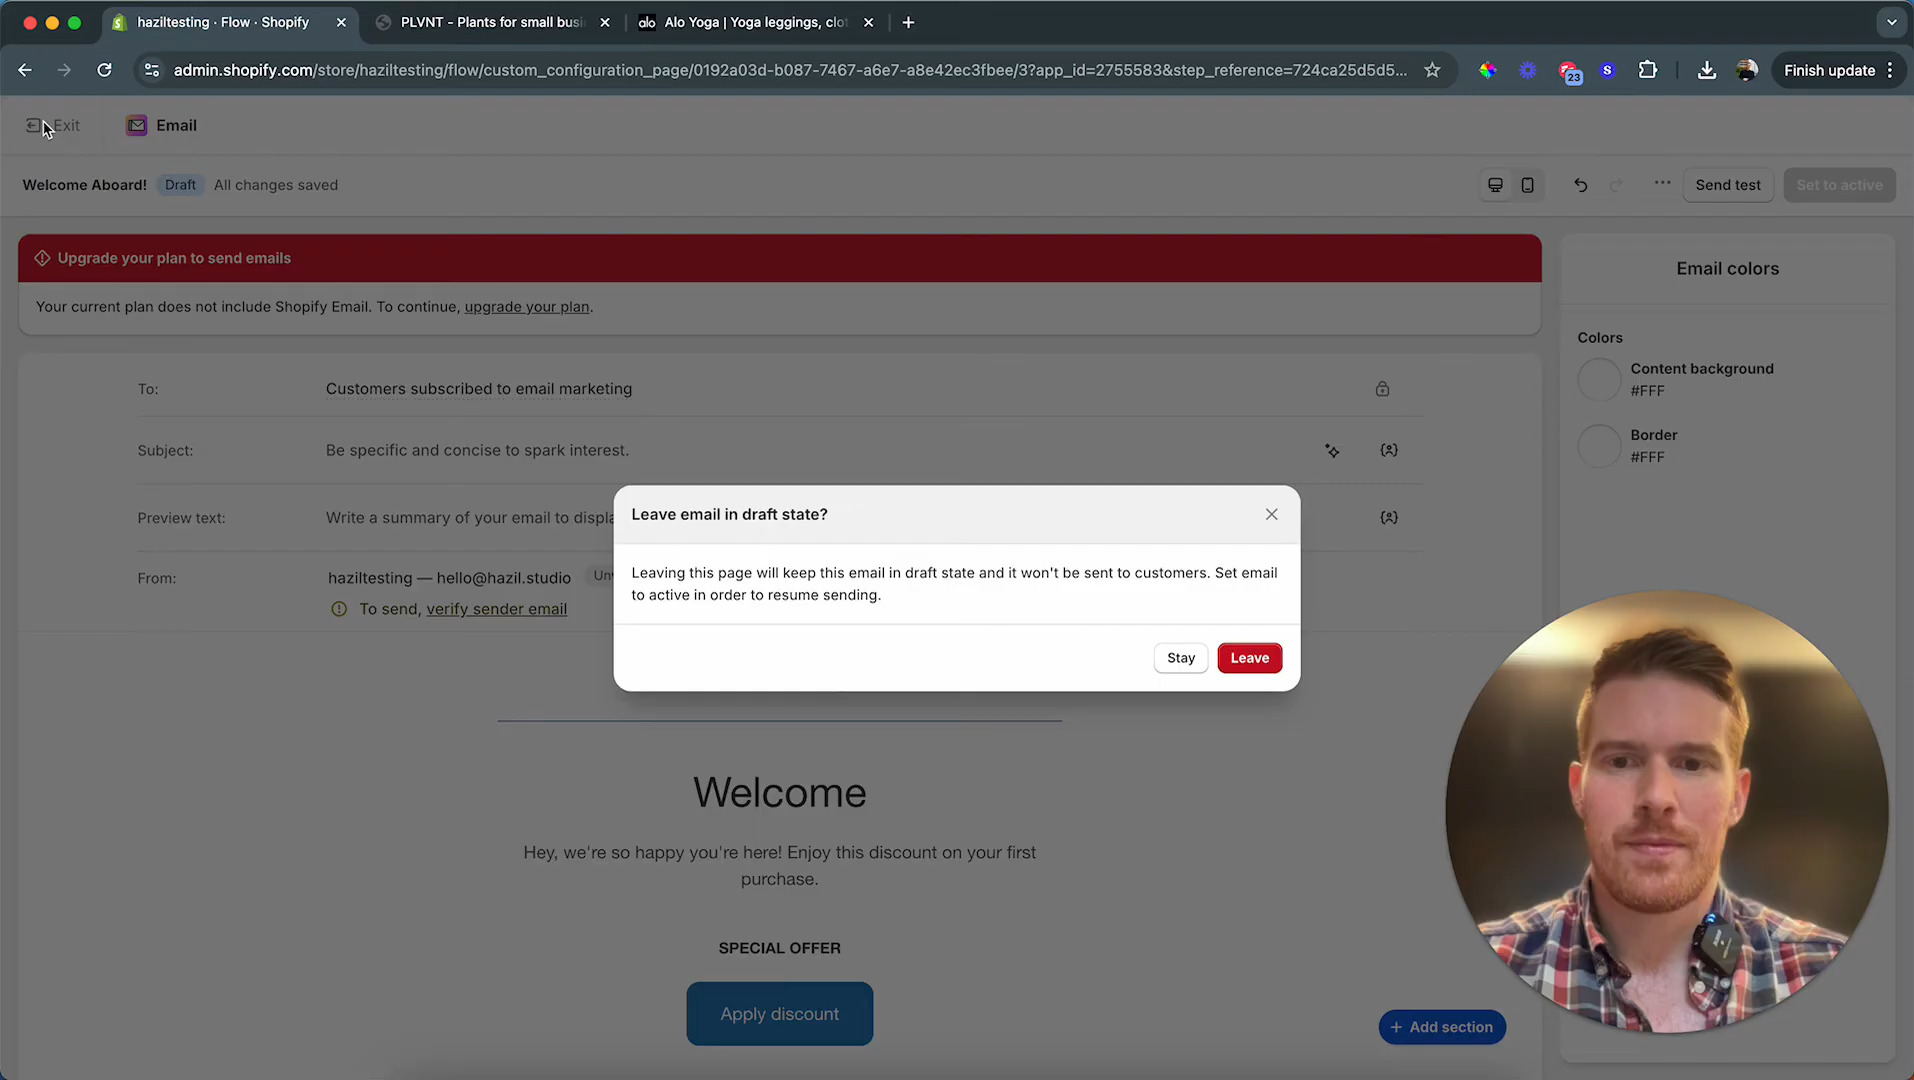 haziltesting · Flow · Shopify
PLVNT - Plants for small busi
alo
Alo Yoga | Yoga leggings, clot
admin.shopify.com/store/haziltesting/flow/custom_configuration_page/0192a03d-b087-7467-a6e7-a8e42ec3fbee/3?app_id=2755583&step_reference=724ca25d5d5...
S
23
Finish update
Exit
Email
Welcome Aboard!
Draft
All changes saved
Send test
Set to active
Upgrade your plan to send emails
Your current plan does not include Shopify Email. To continue, upgrade your plan.
Email colors
Colors
Content background
#FFF
Border
#FFF
To:
Customers subscribed to email marketing
Subject:
Be specific and concise to spark interest.
Preview text:
Write a summary of your email to displa
From:
haziltesting — hello@hazil.studio
Unv
To send, verify sender email
Leave email in draft state?
Leaving this page will keep this email in draft state and it won't be sent to customers. Set email
to active in order to resume sending.
Stay
Leave
Welcome
Hey, we're so happy you're here! Enjoy this discount on your first
purchase.
SPECIAL OFFER
Apply discount
+ Add section